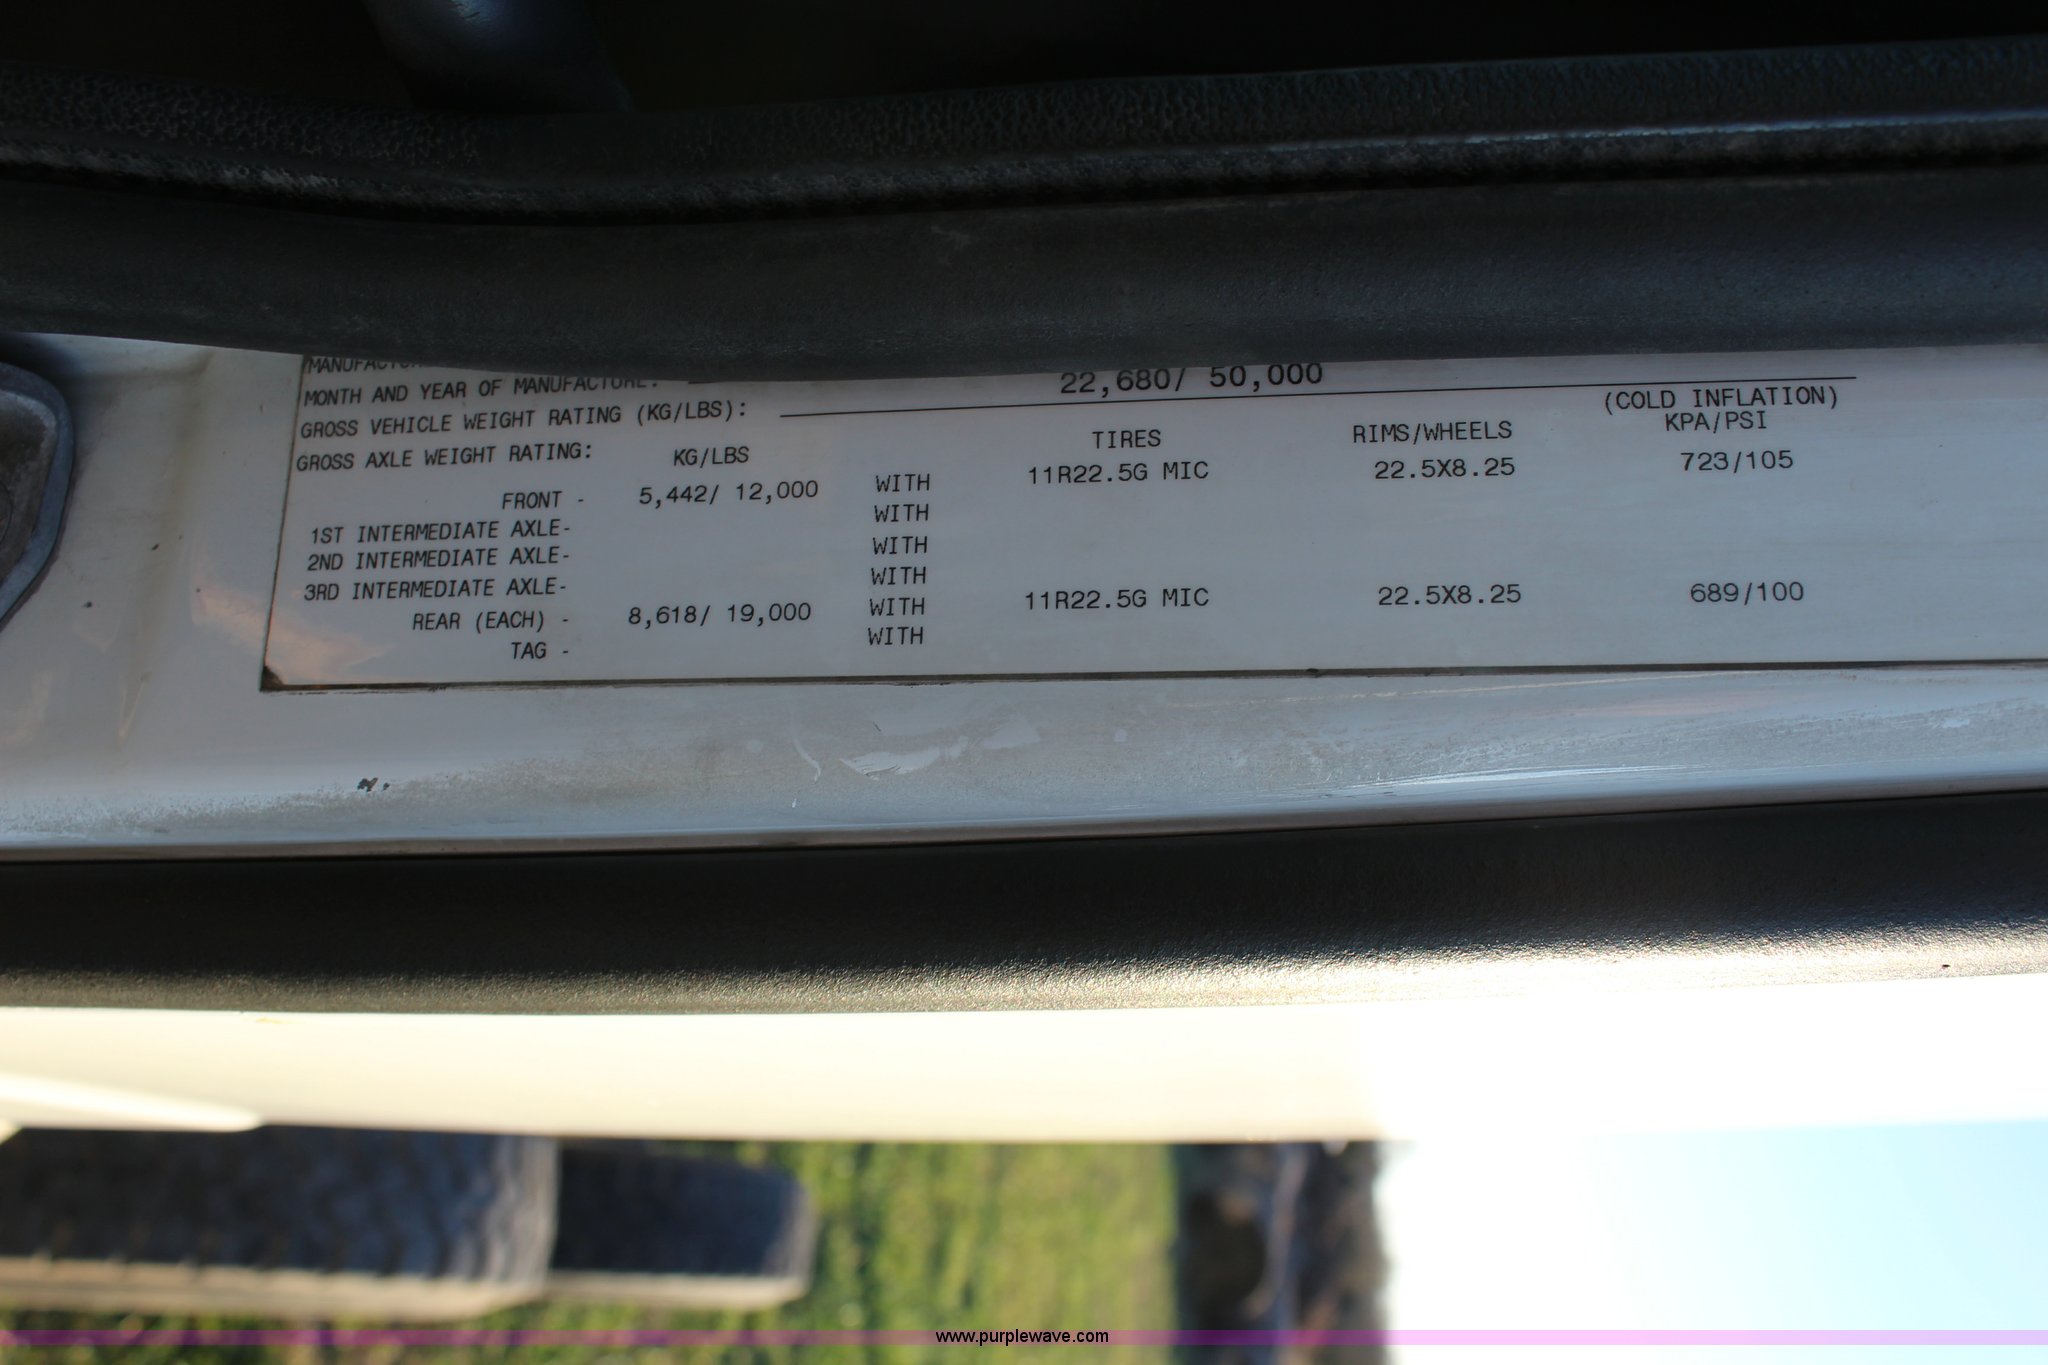 MONTH AND YEAR OF MANUFACTURE:
GROSS VEHICLE WEIGHT RATING (KG/LBS): 22,680/ 50,000
GROSS AXLE WEIGHT RATING: KG/LBS TIRES RIMS/WHEELS (COLD INFLATION) KPA/PSI
FRONT - 5,442/ 12,000 WITH 11R22.5G MIC 22.5X8.25 723/105
1ST INTERMEDIATE AXLE- WITH
2ND INTERMEDIATE AXLE- WITH
3RD INTERMEDIATE AXLE- WITH
REAR (EACH) - 8,618/ 19,000 WITH 11R22.5G MIC 22.5X8.25 689/100
TAG - WITH
www.purplewave.com